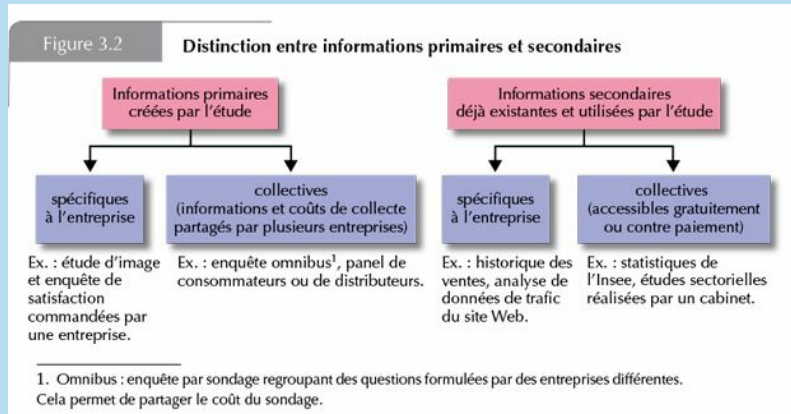 Figure 3.2
Distinction entre informations primaires et secondaires
Informations primaires
créées par l'étude
Informations secondaires
déjà existantes et utilisées par l'étude
spécifiques
à l'entreprise
collectives
(informations et coûts de collecte
partagés par plusieurs entreprises)
spécifiques
à l'entreprise
collectives
(accessibles gratuitement
ou contre paiement)
Ex. : étude d'image
et enquête de
satisfaction
commandées par
une entreprise.
Ex. : enquête omnibus¹, panel de
consommateurs ou de distributeurs.
Ex. : historique des
ventes, analyse de
données de trafic
du site Web.
Ex. : statistiques de
l'Insee, études sectorielles
réalisées par un cabinet.
1. Omnibus : enquête par sondage regroupant des questions formulées par des entreprises différentes.
Cela permet de partager le coût du sondage.